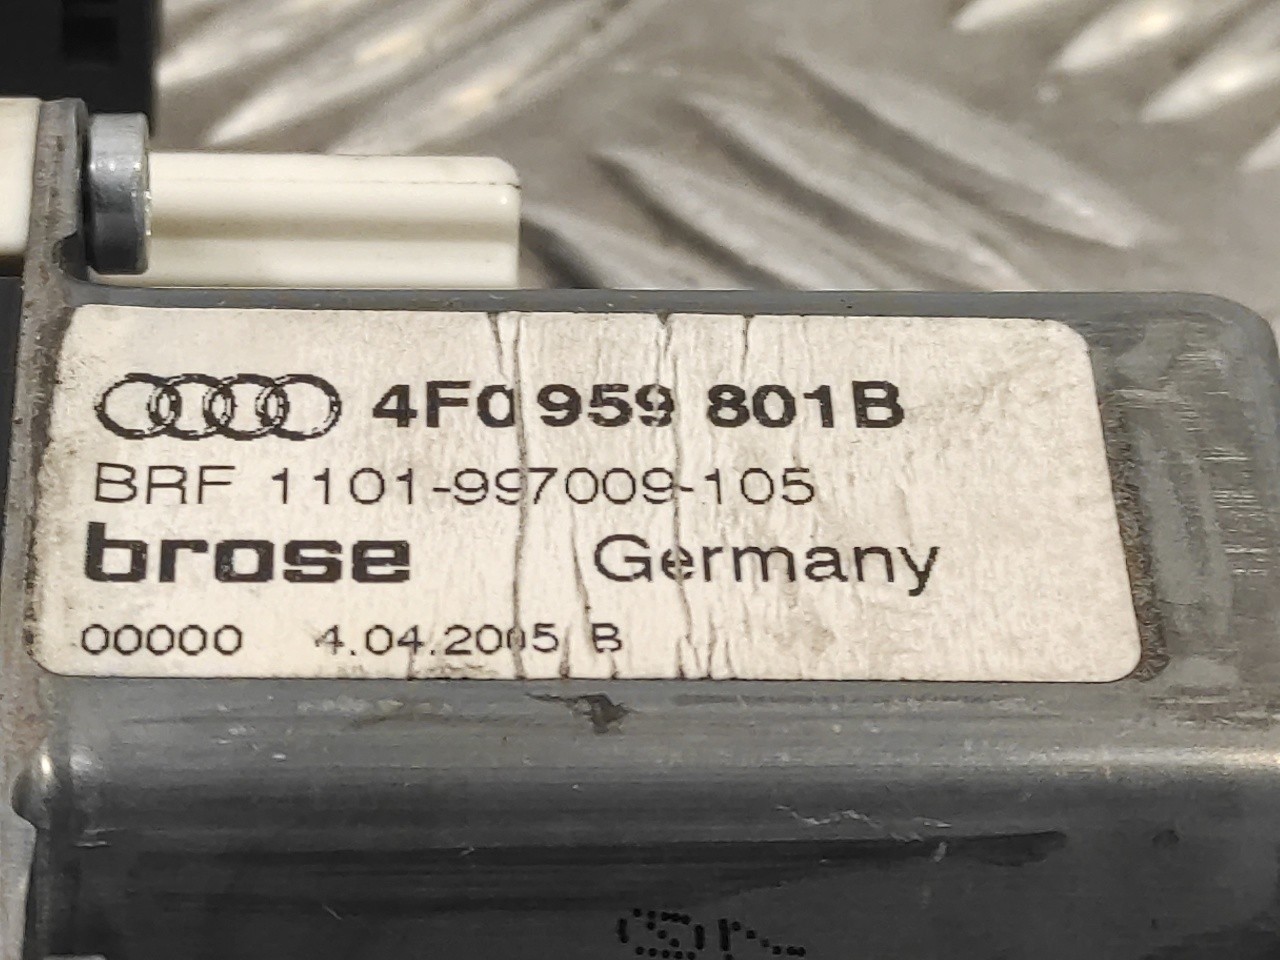 4F0 959 801B
BRF 1101-997009-105
brose Germany
00000 4.04.2005 B